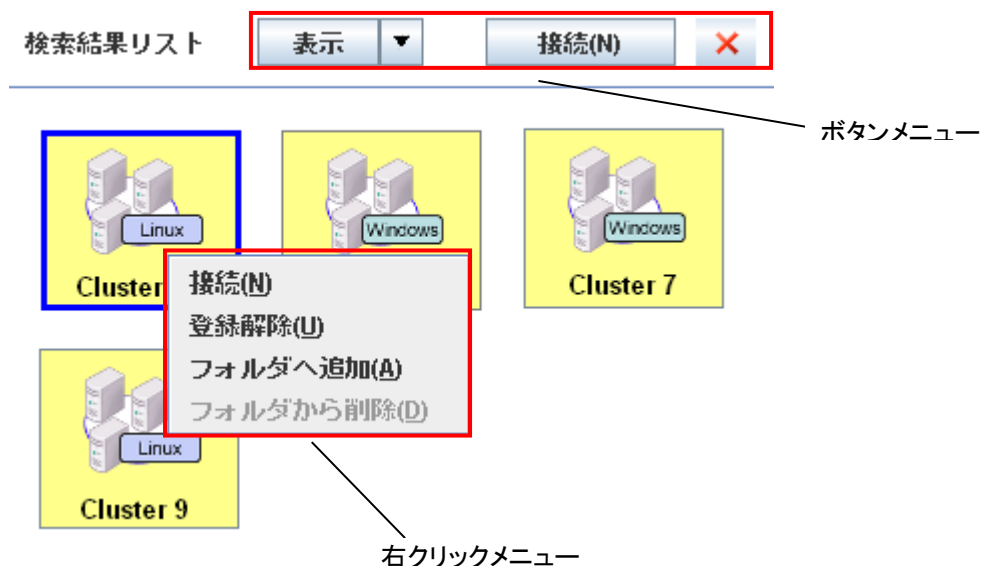 検索結果リスト 表示 接続(N)
ボタンメニュー
Linux
Windows
Windows
Cluster
Cluster 7
接続(N)
登録解除(U)
フォルダへ追加(A)
フォルダから削除(D)
Linux
Cluster 9
右クリックメニュー